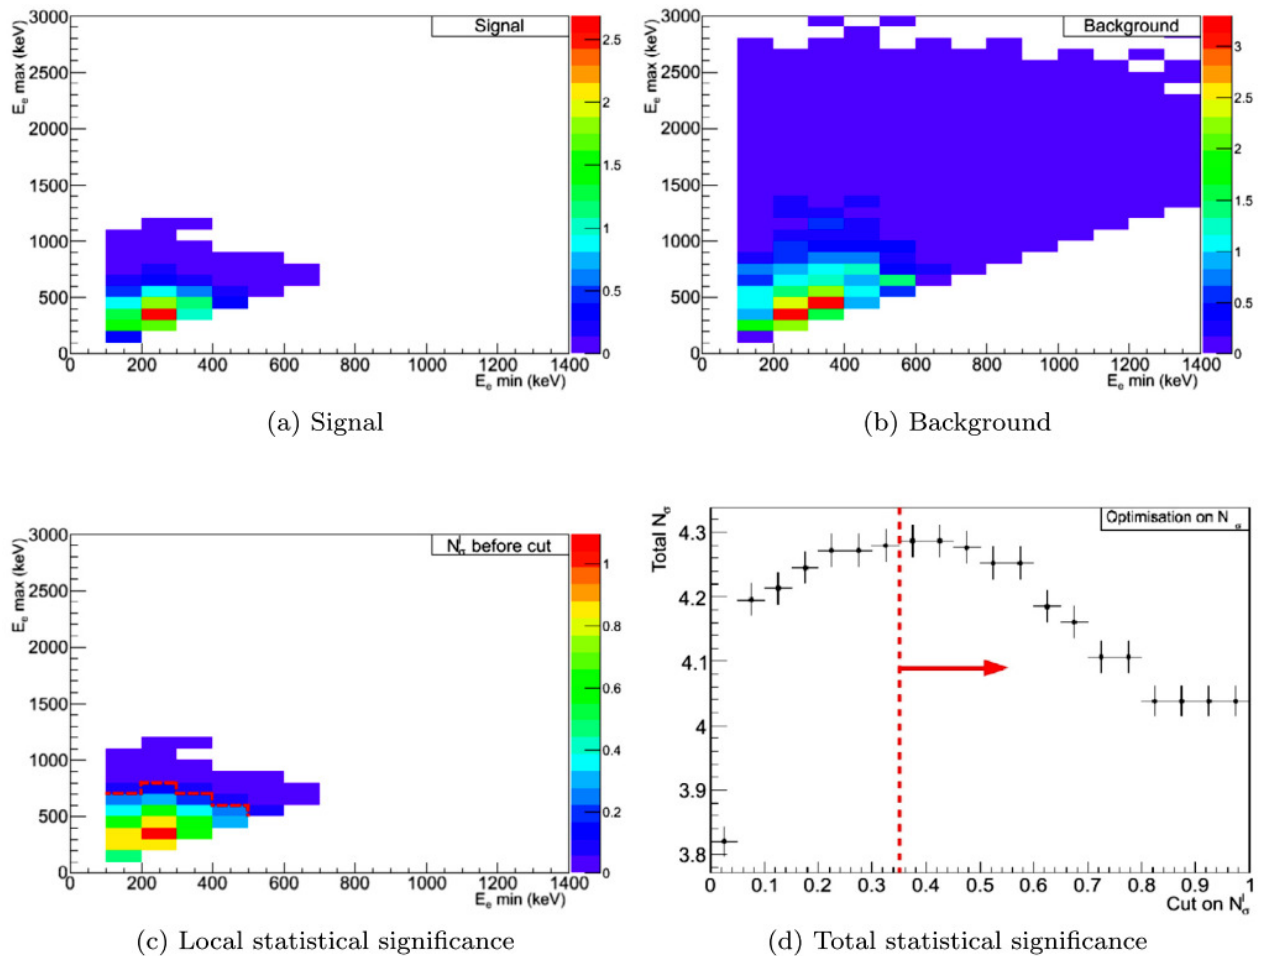 Signal
E_e max (keV)
3000
2500
2000
1500
1000
500
0
0 200 400 600 800 1000 1200 1400
E_e min (keV)
2.5
2
1.5
1
0.5
0
(a) Signal
Background
E_e max (keV)
3000
2500
2000
1500
1000
500
0
0 200 400 600 800 1000 1200 1400
E_e min (keV)
3
2.5
2
1.5
1
0.5
0
(b) Background
N_σ^l before cut
E_e max (keV)
3000
2500
2000
1500
1000
500
0
0 200 400 600 800 1000 1200 1400
E_e min (keV)
1
0.8
0.6
0.4
0.2
0
(c) Local statistical significance
Optimisation on N_σ
Total N_σ
4.3
4.2
4.1
4
3.9
3.8
0 0.1 0.2 0.3 0.4 0.5 0.6 0.7 0.8 0.9 1
Cut on N_σ^l
(d) Total statistical significance